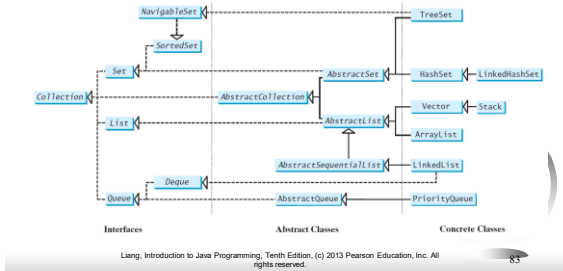 NavigableSet
TreeSet
SortedSet
Set
AbstractSet
HashSet
LinkedHashSet
Collection
AbstractCollection
Vector
Stack
List
AbstractList
ArrayList
AbstractSequentialList
LinkedList
Deque
Queue
AbstractQueue
PriorityQueue
Interfaces
Abstract Classes
Concrete Classes
Liang, Introduction to Java Programming, Tenth Edition, (c) 2013 Pearson Education, Inc. All
rights reserved.
83